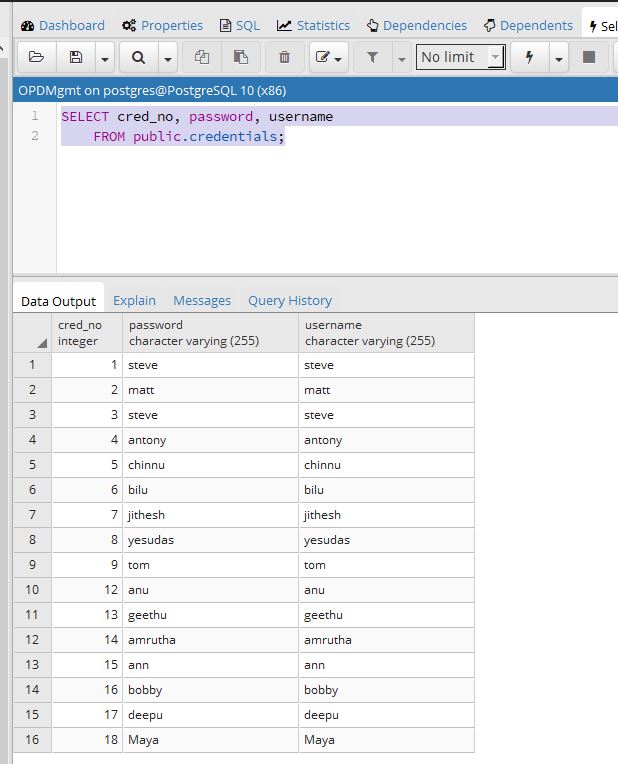 Dashboard Properties SQL Statistics Dependencies Dependents Sel
No limit
OPDMgmt on postgres@PostgreSQL 10 (x86)
1 SELECT cred_no, password, username
2 FROM public.credentials;
Data Output Explain Messages Query History
cred_no password username
integer character varying (255) character varying (255)
1 1 steve steve
2 2 matt matt
3 3 steve steve
4 4 antony antony
5 5 chinnu chinnu
6 6 bilu bilu
7 7 jithesh jithesh
8 8 yesudas yesudas
9 9 tom tom
10 12 anu anu
11 13 geethu geethu
12 14 amrutha amrutha
13 15 ann ann
14 16 bobby bobby
15 17 deepu deepu
16 18 Maya Maya